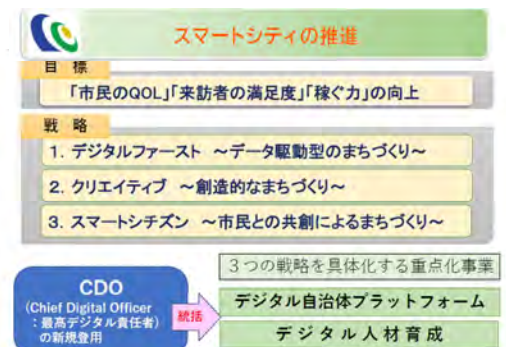 スマートシティの推進
目 標
「市民のQOL」「来訪者の満足度」「稼ぐ力」の向上
戦 略
1. デジタルファースト ～データ駆動型のまちづくり～
2. クリエイティブ ～創造的なまちづくり～
3. スマートシチズン ～市民との共創によるまちづくり～
CDO
(Chief Digital Officer
：最高デジタル責任者)
の新規登用
統括
３つの戦略を具体化する重点化事業
デジタル自治体プラットフォーム
デジタル人材育成